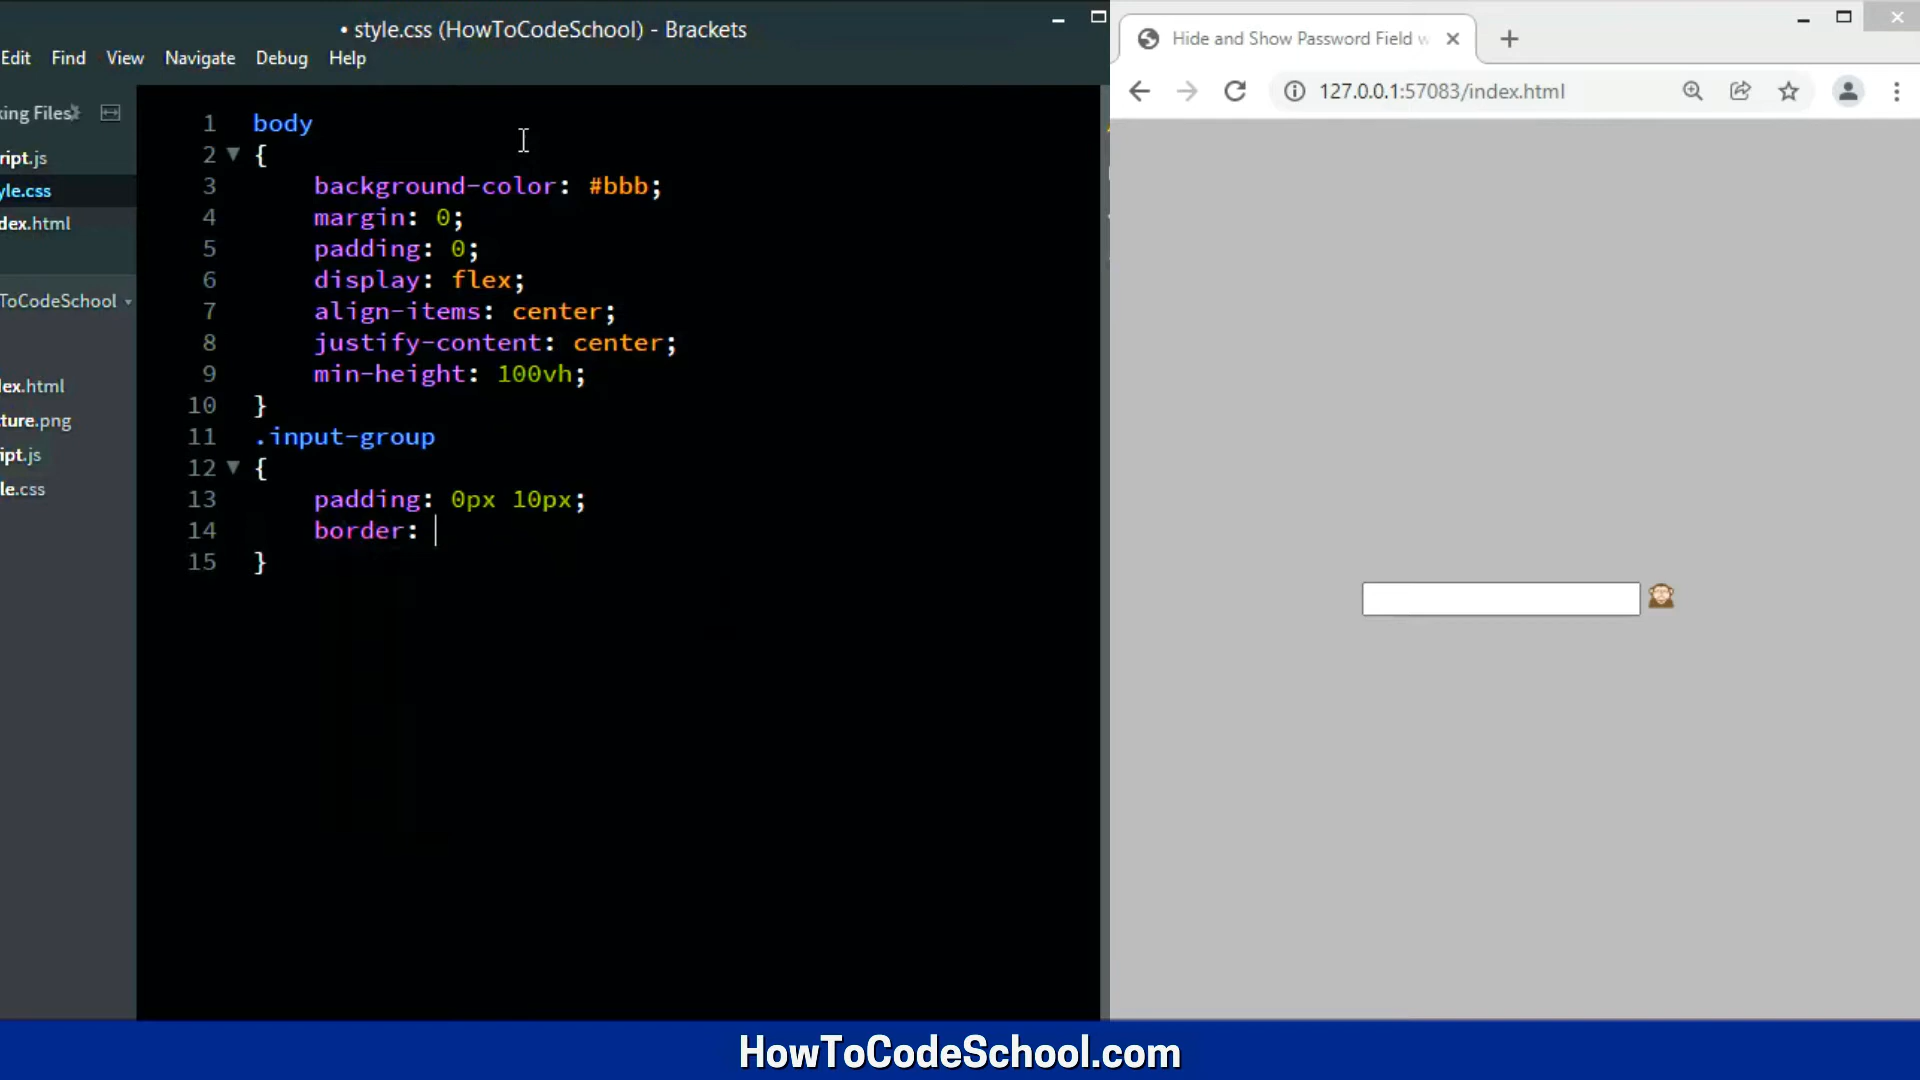 • style.css (HowToCodeSchool) - Brackets
Edit Find View Navigate Debug Help
king Files
ript.js
yle.css
dex.html
ToCodeSchool
ex.html
ture.png
ipt.js
le.css
1 body
2 {
3 background-color: #bbb;
4 margin: 0;
5 padding: 0;
6 display: flex;
7 align-items: center;
8 justify-content: center;
9 min-height: 100vh;
10 }
11 .input-group
12 {
13 padding: 0px 10px;
14 border:
15 }
Hide and Show Password Field w
127.0.0.1:57083/index.html
HowToCodeSchool.com